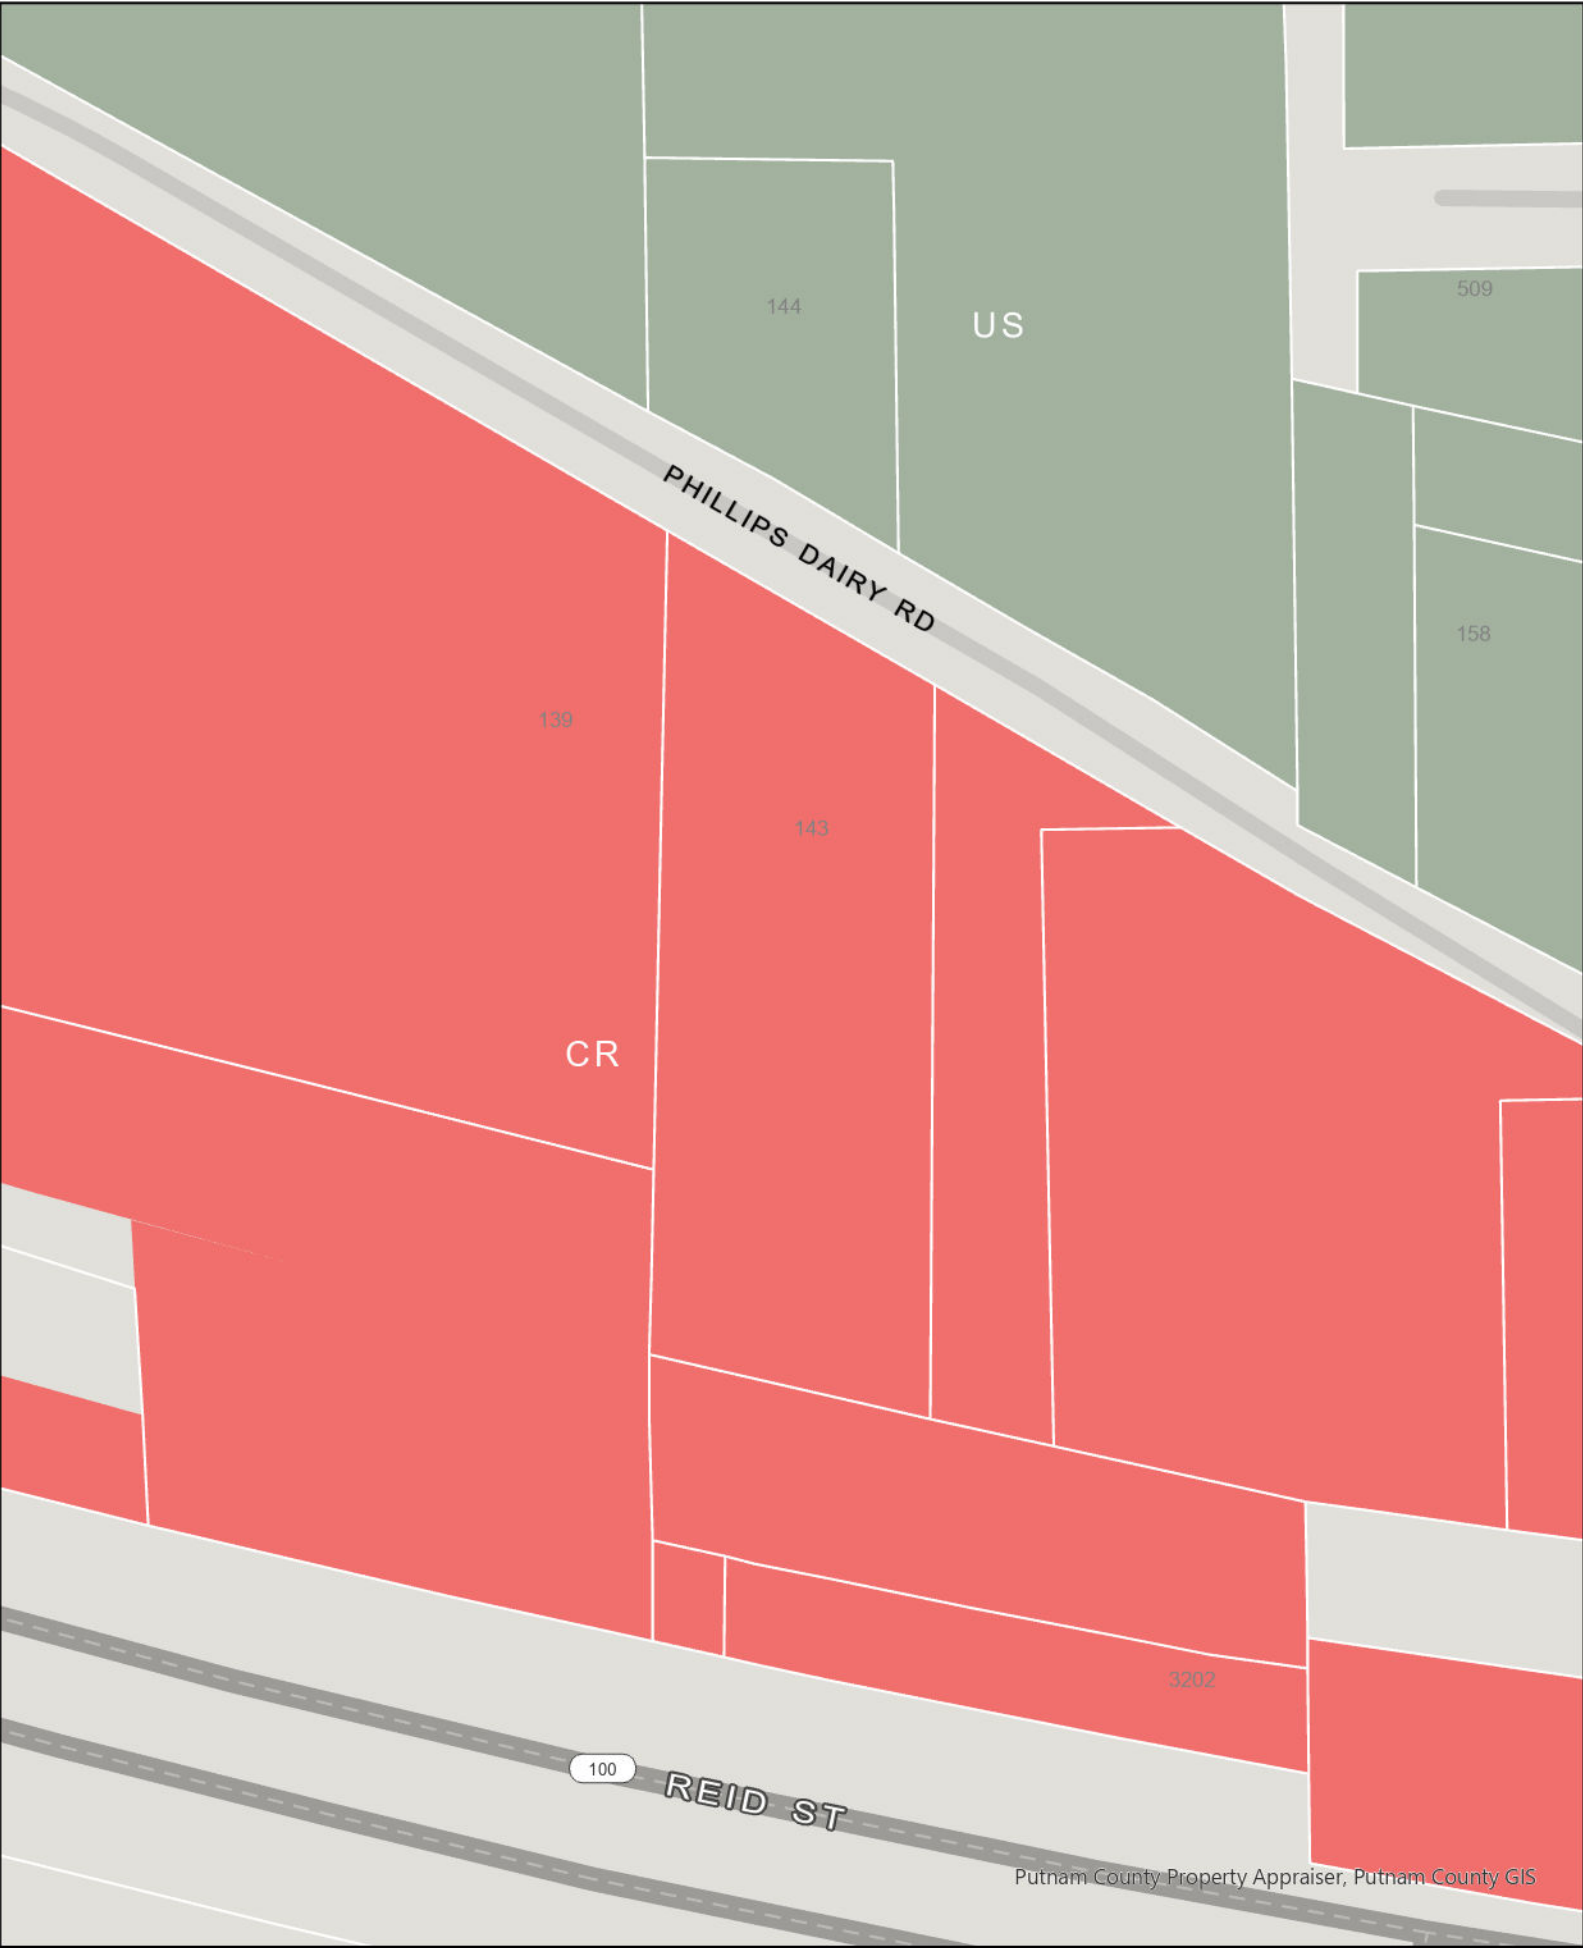 144
US
509
PHILLIPS DAIRY RD
158
139
143
CR
3202
100
REID ST
Putnam County Property Appraiser, Putnam County GIS